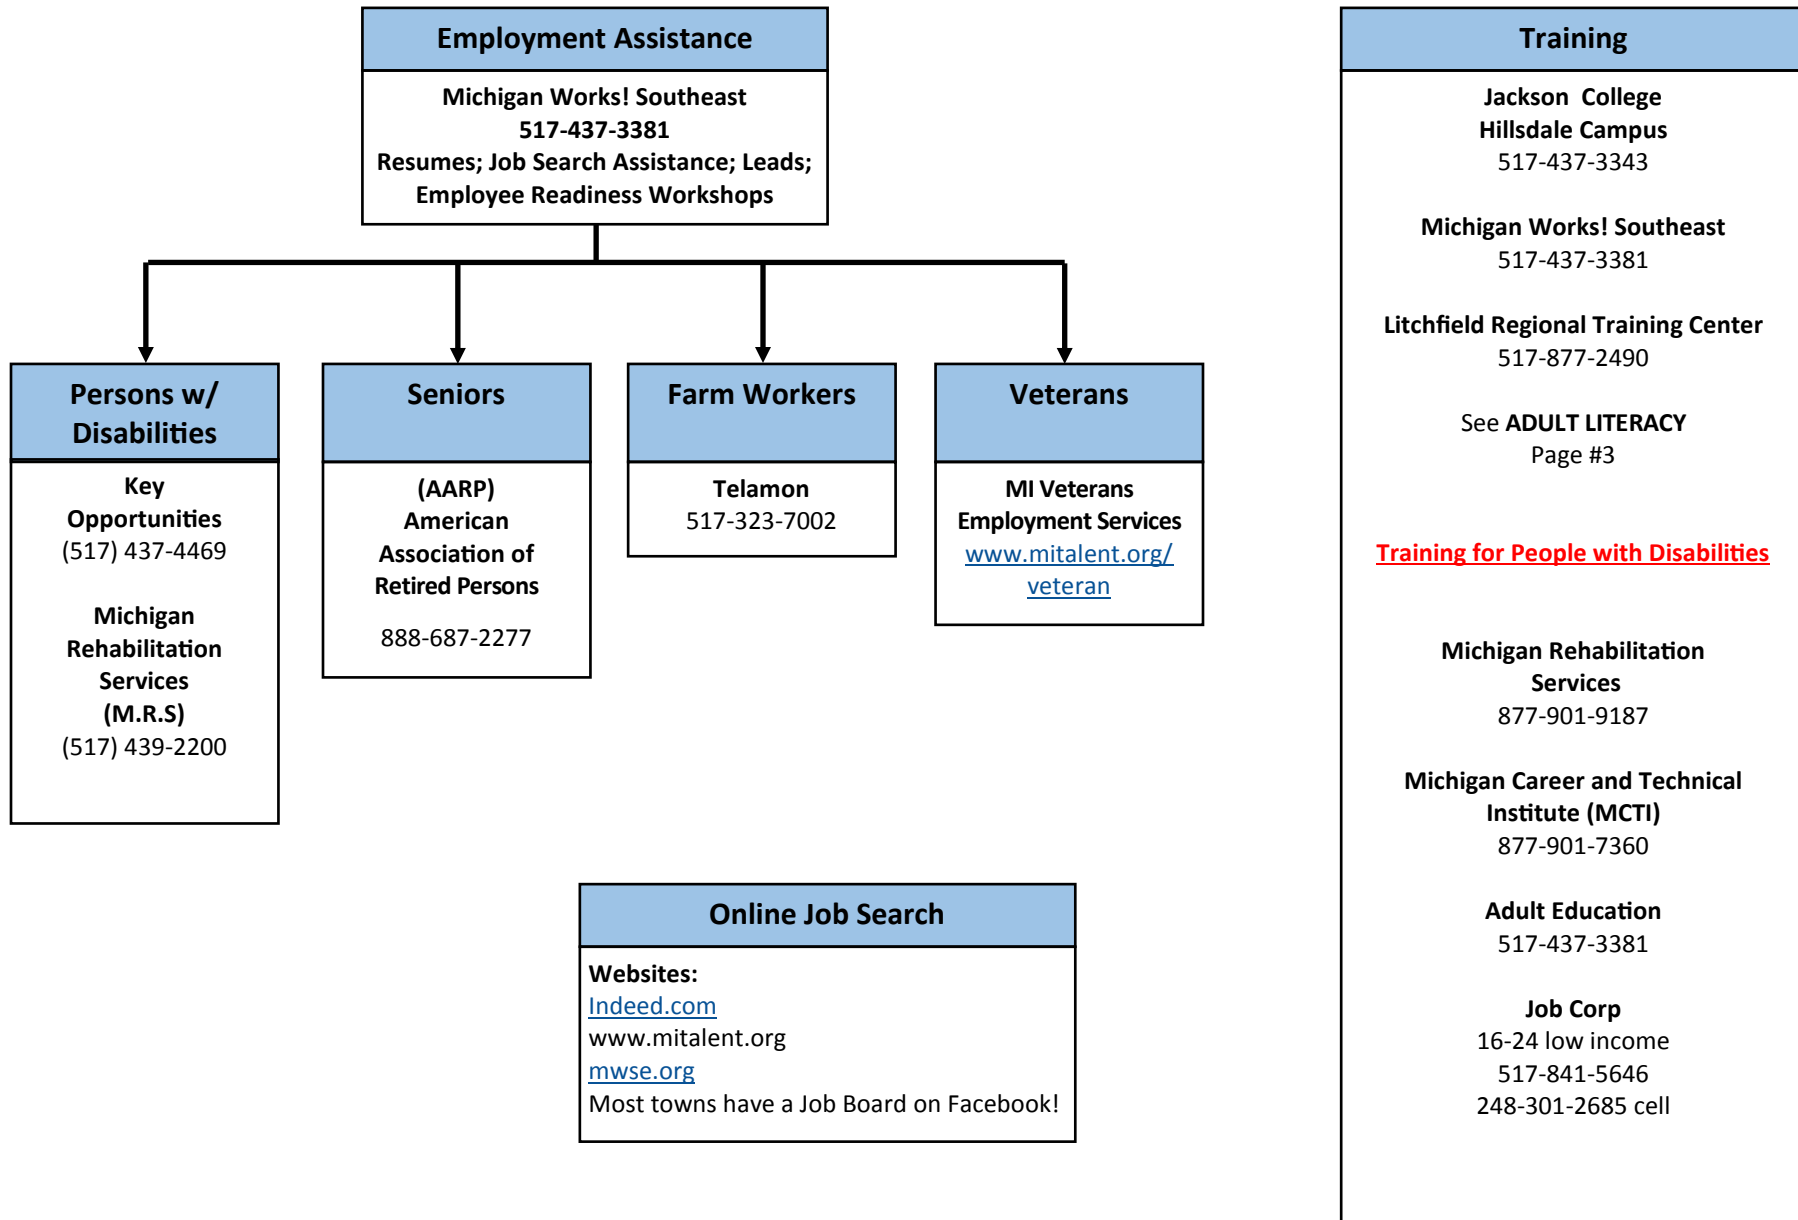 Employment Assistance
Michigan Works! Southeast
517-437-3381
Resumes; Job Search Assistance; Leads;
Employee Readiness Workshops
Persons w/
Disabilities
Key
Opportunities
(517) 437-4469
Michigan
Rehabilitation
Services
(M.R.S)
(517) 439-2200
Seniors
(AARP)
American
Association of
Retired Persons
888-687-2277
Farm Workers
Telamon
517-323-7002
Veterans
MI Veterans
Employment Services
www.mitalent.org/
veteran
Online Job Search
Websites:
Indeed.com
www.mitalent.org
mwse.org
Most towns have a Job Board on Facebook!
Training
Jackson College
Hillsdale Campus
517-437-3343
Michigan Works! Southeast
517-437-3381
Litchfield Regional Training Center
517-877-2490
See ADULT LITERACY
Page #3
Training for People with Disabilities
Michigan Rehabilitation
Services
877-901-9187
Michigan Career and Technical
Institute (MCTI)
877-901-7360
Adult Education
517-437-3381
Job Corp
16-24 low income
517-841-5646
248-301-2685 cell